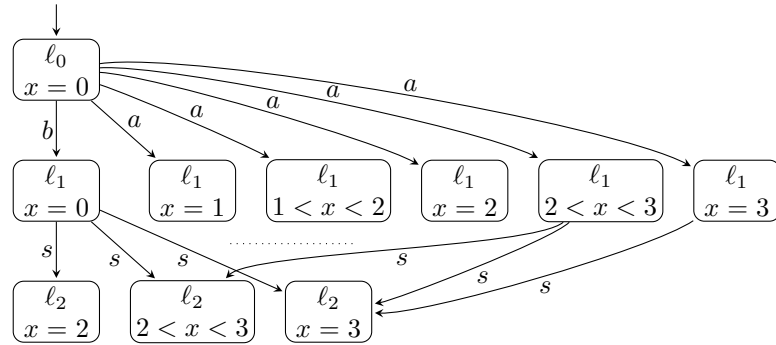 ℓ₀
x = 0
a
a
a
a
a
b
ℓ₁
x = 0
ℓ₁
x = 1
ℓ₁
1 < x < 2
ℓ₁
x = 2
ℓ₁
2 < x < 3
ℓ₁
x = 3
s
s
s
s
s
s
ℓ₂
x = 2
ℓ₂
2 < x < 3
ℓ₂
x = 3